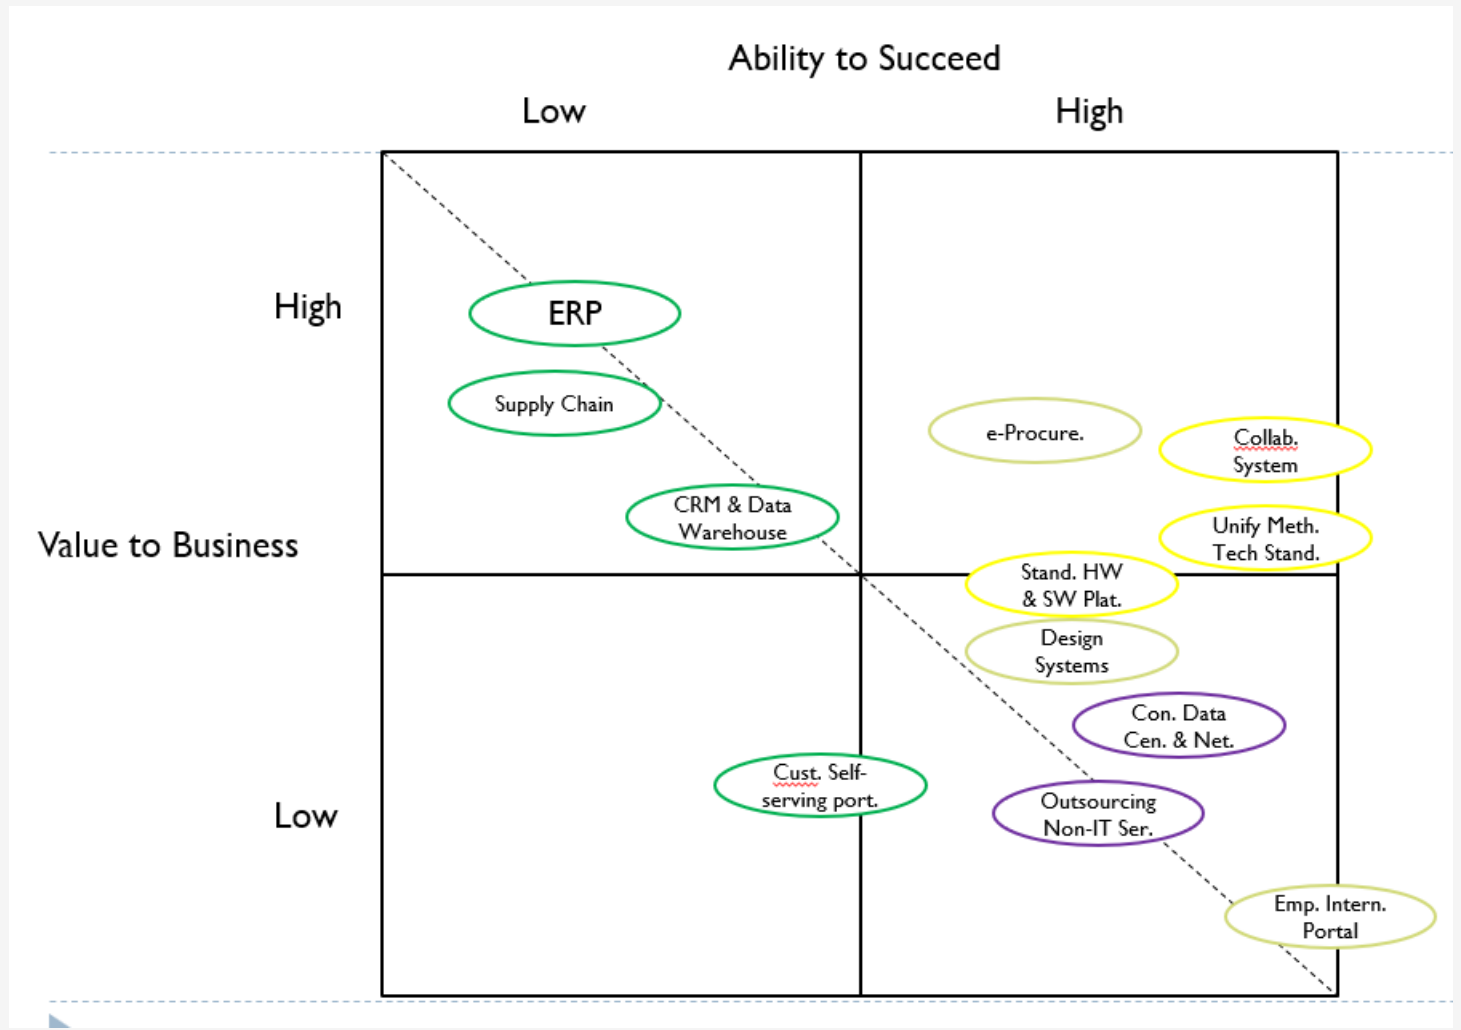 Ability to Succeed
Low
High
High
ERP
Supply Chain
e-Procure.
Collab.
System
CRM & Data
Warehouse
Unify Meth.
Tech Stand.
Value to Business
Stand. HW
& SW Plat.
Design
Systems
Con. Data
Cen. & Net.
Cust. Self-
serving port.
Low
Outsourcing
Non-IT Ser.
Emp. Intern.
Portal